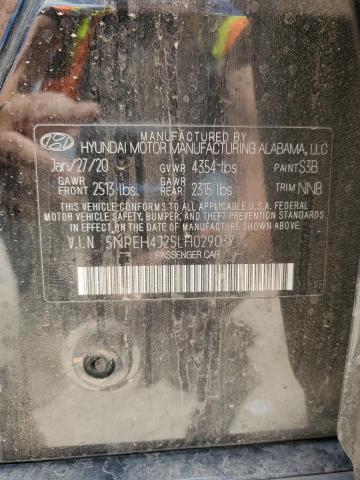 MANUFACTURED BY
HYUNDAI MOTOR MANUFACTURING ALABAMA, LLC
Jan/27/20 GVWR 4354 lbs PAINT S3B
GAWR FRONT 2513 lbs GAWR REAR 2315 lbs TRIM NNB
THIS VEHICLE CONFORMS TO ALL APPLICABLE U.S.A. FEDERAL
MOTOR VEHICLE SAFETY, BUMPER, AND THEFT PREVENTION
STANDARDS IN EFFECT ON THE DATE OF MANUFACTURE SHOWN ABOVE.
V.I.N 5NPEH4J25LH029037
PASSENGER CAR